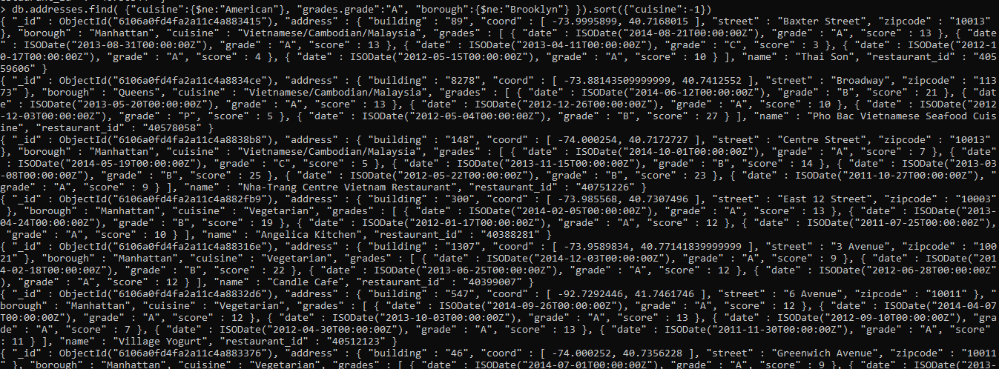 > db.addresses.find( {"cuisine":{$ne:"American"}, "grades.grade":"A", "borough":{$ne:"Brooklyn"} }).sort({"cuisine":-1})
{ "_id" : ObjectId("6106a0fd4fa2a11c4a883415"), "address" : { "building" : "89", "coord" : [ -73.9995899, 40.7168015 ], "street" : "Baxter Street", "zipcode" : "10013"
}, "borough" : "Manhattan", "cuisine" : "Vietnamese/Cambodian/Malaysia", "grades" : [ { "date" : ISODate("2014-08-21T00:00:00Z"), "grade" : "A", "score" : 13 }, { "date
" : ISODate("2013-08-31T00:00:00Z"), "grade" : "A", "score" : 13 }, { "date" : ISODate("2013-04-11T00:00:00Z"), "grade" : "C", "score" : 3 }, { "date" : ISODate("2012-1
0-17T00:00:00Z"), "grade" : "A", "score" : 4 }, { "date" : ISODate("2012-05-15T00:00:00Z"), "grade" : "A", "score" : 10 } ], "name" : "Thai Son", "restaurant_id" : "405
59606" }
{ "_id" : ObjectId("6106a0fd4fa2a11c4a8834ce"), "address" : { "building" : "8278", "coord" : [ -73.88143509999999, 40.7412552 ], "street" : "Broadway", "zipcode" : "113
73" }, "borough" : "Queens", "cuisine" : "Vietnamese/Cambodian/Malaysia", "grades" : [ { "date" : ISODate("2014-06-12T00:00:00Z"), "grade" : "B", "score" : 21 }, { "dat
e" : ISODate("2013-05-20T00:00:00Z"), "grade" : "A", "score" : 13 }, { "date" : ISODate("2012-12-26T00:00:00Z"), "grade" : "A", "score" : 10 }, { "date" : ISODate("2012
-12-03T00:00:00Z"), "grade" : "P", "score" : 5 }, { "date" : ISODate("2012-05-04T00:00:00Z"), "grade" : "B", "score" : 27 } ], "name" : "Pho Bac Vietnamese Seafood Cuis
ine", "restaurant_id" : "40578058" }
{ "_id" : ObjectId("6106a0fd4fa2a11c4a8838b8"), "address" : { "building" : "148", "coord" : [ -74.000254, 40.7172727 ], "street" : "Centre Street", "zipcode" : "10013"
}, "borough" : "Manhattan", "cuisine" : "Vietnamese/Cambodian/Malaysia", "grades" : [ { "date" : ISODate("2014-10-01T00:00:00Z"), "grade" : "A", "score" : 7 }, { "date"
 : ISODate("2014-05-19T00:00:00Z"), "grade" : "C", "score" : 5 }, { "date" : ISODate("2013-11-15T00:00:00Z"), "grade" : "B", "score" : 14 }, { "date" : ISODate("2013-03
-08T00:00:00Z"), "grade" : "B", "score" : 25 }, { "date" : ISODate("2012-05-22T00:00:00Z"), "grade" : "B", "score" : 23 }, { "date" : ISODate("2011-10-27T00:00:00Z"), "
grade" : "A", "score" : 9 } ], "name" : "Nha-Trang Centre Vietnam Restaurant", "restaurant_id" : "40751226" }
{ "_id" : ObjectId("6106a0fd4fa2a11c4a882fb9"), "address" : { "building" : "300", "coord" : [ -73.985568, 40.7307496 ], "street" : "East 12 Street", "zipcode" : "10003"
 }, "borough" : "Manhattan", "cuisine" : "Vegetarian", "grades" : [ { "date" : ISODate("2014-02-05T00:00:00Z"), "grade" : "A", "score" : 13 }, { "date" : ISODate("2013-
04-24T00:00:00Z"), "grade" : "B", "score" : 19 }, { "date" : ISODate("2012-01-17T00:00:00Z"), "grade" : "A", "score" : 12 }, { "date" : ISODate("2011-07-25T00:00:00Z"),
 "grade" : "A", "score" : 10 } ], "name" : "Angelica Kitchen", "restaurant_id" : "40388281" }
{ "_id" : ObjectId("6106a0fd4fa2a11c4a88316e"), "address" : { "building" : "1307", "coord" : [ -73.9589834, 40.77141839999999 ], "street" : "3 Avenue", "zipcode" : "100
21" }, "borough" : "Manhattan", "cuisine" : "Vegetarian", "grades" : [ { "date" : ISODate("2014-12-03T00:00:00Z"), "grade" : "A", "score" : 9 }, { "date" : ISODate("201
4-02-18T00:00:00Z"), "grade" : "B", "score" : 22 }, { "date" : ISODate("2013-06-25T00:00:00Z"), "grade" : "A", "score" : 12 }, { "date" : ISODate("2012-06-28T00:00:00Z"
), "grade" : "A", "score" : 12 } ], "name" : "Candle Cafe", "restaurant_id" : "40399007" }
{ "_id" : ObjectId("6106a0fd4fa2a11c4a8832d6"), "address" : { "building" : "547", "coord" : [ -92.7292446, 41.7461746 ], "street" : "6 Avenue", "zipcode" : "10011" }, "
borough" : "Manhattan", "cuisine" : "Vegetarian", "grades" : [ { "date" : ISODate("2014-09-26T00:00:00Z"), "grade" : "A", "score" : 12 }, { "date" : ISODate("2014-04-07
T00:00:00Z"), "grade" : "A", "score" : 12 }, { "date" : ISODate("2013-10-03T00:00:00Z"), "grade" : "A", "score" : 13 }, { "date" : ISODate("2012-09-10T00:00:00Z"), "gra
de" : "A", "score" : 7 }, { "date" : ISODate("2012-04-30T00:00:00Z"), "grade" : "A", "score" : 13 }, { "date" : ISODate("2011-11-30T00:00:00Z"), "grade" : "A", "score"
: 11 } ], "name" : "Village Yogurt", "restaurant_id" : "40512123" }
{ "_id" : ObjectId("6106a0fd4fa2a11c4a883376"), "address" : { "building" : "46", "coord" : [ -74.000252, 40.7356228 ], "street" : "Greenwich Avenue", "zipcode" : "10011
" }, "borough" : "Manhattan", "cuisine" : "Vegetarian", "grades" : [ { "date" : ISODate("2014-07-01T00:00:00Z"), "grade" : "A", "score" : 9 }, { "date" : ISODate("2013-